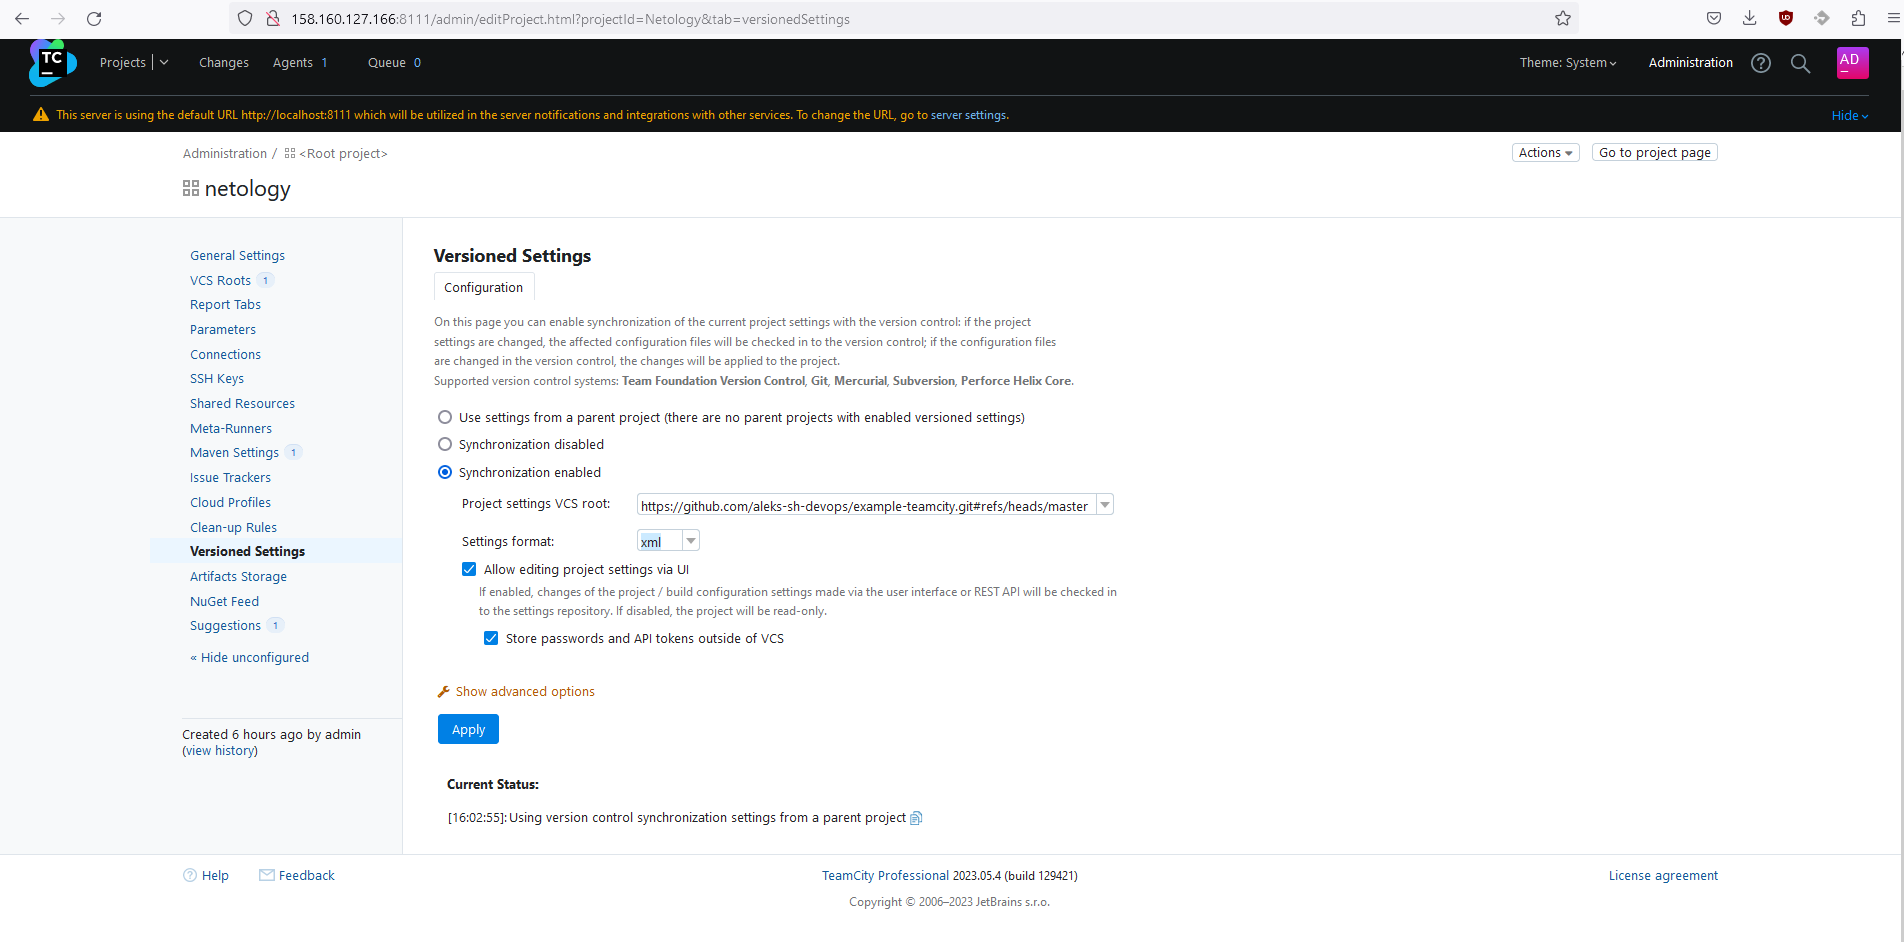 158.160.127.166:8111/admin/editProject.html?projectId=Netology&tab=versionedSettings
TC
Projects
Changes
Agents 1
Queue 0
Theme: System
Administration
AD
This server is using the default URL http://localhost:8111 which will be utilized in the server notifications and integrations with other services. To change the URL, go to server settings.
Hide
Administration / <Root project>
Actions
Go to project page
netology
General Settings
VCS Roots 1
Report Tabs
Parameters
Connections
SSH Keys
Shared Resources
Meta-Runners
Maven Settings 1
Issue Trackers
Cloud Profiles
Clean-up Rules
Versioned Settings
Artifacts Storage
NuGet Feed
Suggestions 1
« Hide unconfigured
Created 6 hours ago by admin
(view history)
Versioned Settings
Configuration
On this page you can enable synchronization of the current project settings with the version control: if the project
settings are changed, the affected configuration files will be checked in to the version control; if the configuration files
are changed in the version control, the changes will be applied to the project.
Supported version control systems: Team Foundation Version Control, Git, Mercurial, Subversion, Perforce Helix Core.
Use settings from a parent project (there are no parent projects with enabled versioned settings)
Synchronization disabled
Synchronization enabled
Project settings VCS root: https://github.com/aleks-sh-devops/example-teamcity.git#refs/heads/master
Settings format: xml
Allow editing project settings via UI
If enabled, changes of the project / build configuration settings made via the user interface or REST API will be checked in
to the settings repository. If disabled, the project will be read-only.
Store passwords and API tokens outside of VCS
Show advanced options
Apply
Current Status:
[16:02:55]: Using version control synchronization settings from a parent project
Help
Feedback
TeamCity Professional 2023.05.4 (build 129421)
License agreement
Copyright © 2006–2023 JetBrains s.r.o.